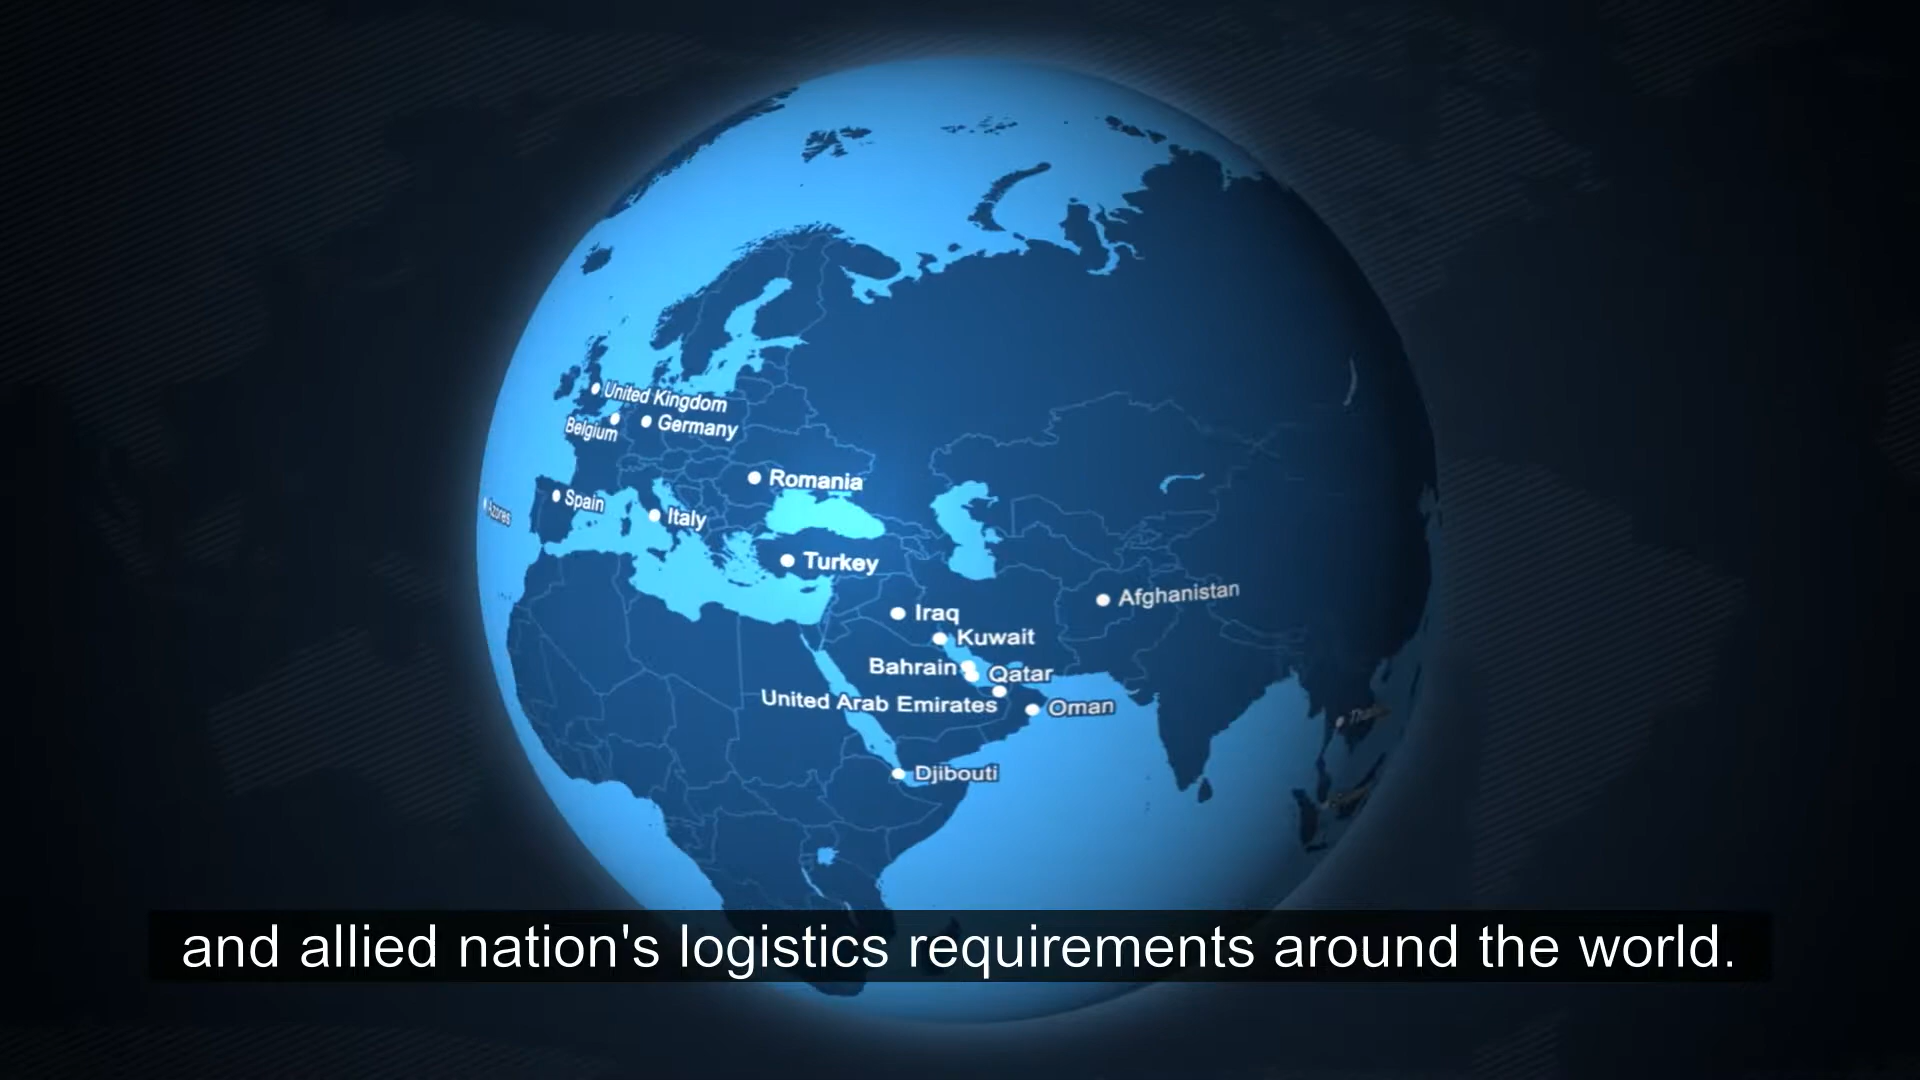 United Kingdom
Belgium
Germany
Romania
Azores
Spain
Italy
Turkey
Afghanistan
Iraq
Kuwait
Bahrain
Qatar
United Arab Emirates
Oman
Djibouti
and allied nation's logistics requirements around the world.